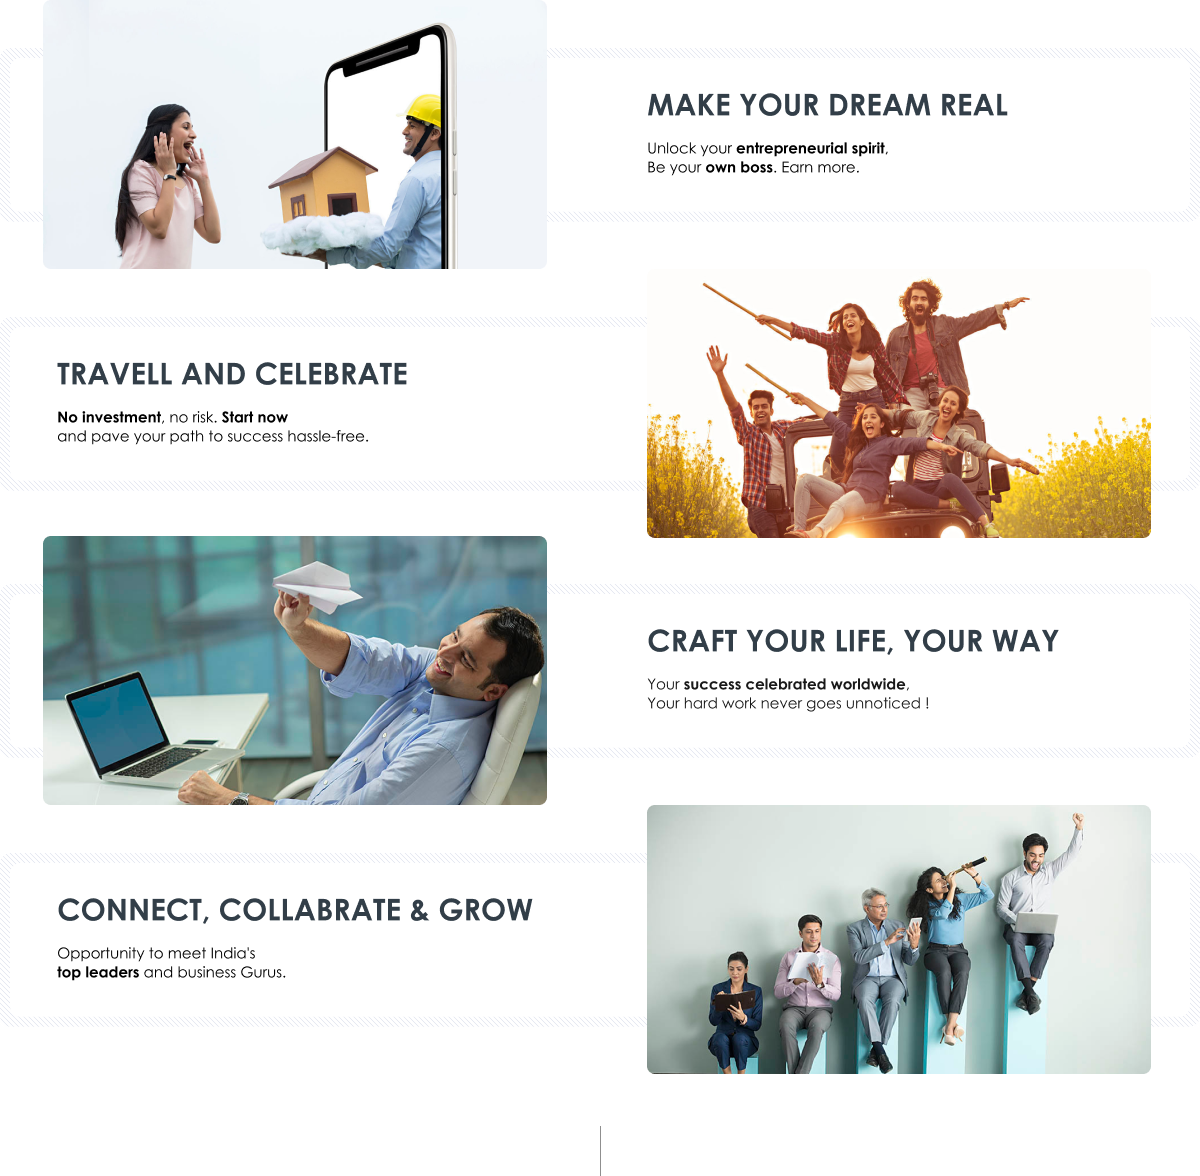 MAKE YOUR DREAM REAL
Unlock your entrepreneurial spirit,
Be your own boss. Earn more.
TRAVELL AND CELEBRATE
No investment, no risk. Start now
and pave your path to success hassle-free.
CRAFT YOUR LIFE, YOUR WAY
Your success celebrated worldwide,
Your hard work never goes unnoticed !
CONNECT, COLLABRATE & GROW
Opportunity to meet India's
top leaders and business Gurus.